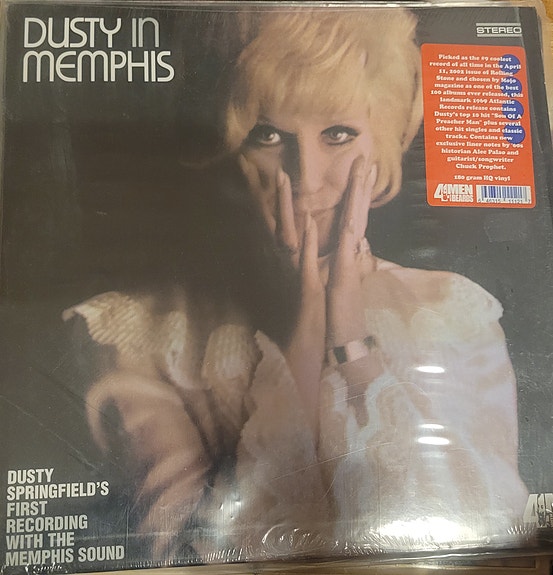 DUSTY IN
MEMPHIS
STEREO
Picked as the #9 coolest
record of all time in the April
11, 2002 issue of Rolling
Stone and chosen by Mojo
magazine as one of the best
100 albums ever released, this
landmark 1969 Atlantic
Records release contains
Dusty's top 10 hit "Son Of A
Preacher Man" plus several
other hit singles and classic
tracks. Contains new
exclusive liner notes by '60s
historian Alec Palao and
guitarist/songwriter
Chuck Prophet.
180 gram HQ vinyl
4 MEN
WITH
BEARDS
DUSTY
SPRINGFIELD'S
FIRST
RECORDING
WITH THE
MEMPHIS SOUND